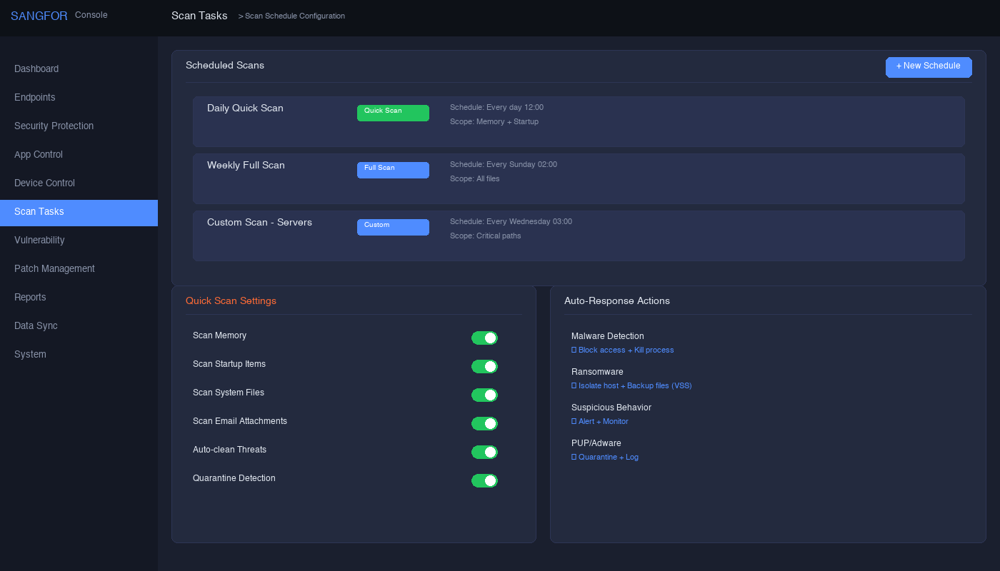 SANGFOR Console
Scan Tasks > Scan Schedule Configuration
Dashboard
Endpoints
Security Protection
App Control
Device Control
Scan Tasks
Vulnerability
Patch Management
Reports
Data Sync
System
Scheduled Scans
+ New Schedule
Daily Quick Scan
Quick Scan
Schedule: Every day 12:00
Scope: Memory + Startup
Weekly Full Scan
Full Scan
Schedule: Every Sunday 02:00
Scope: All files
Custom Scan - Servers
Custom
Schedule: Every Wednesday 03:00
Scope: Critical paths
Quick Scan Settings
Scan Memory
Scan Startup Items
Scan System Files
Scan Email Attachments
Auto-clean Threats
Quarantine Detection
Auto-Response Actions
Malware Detection
Block access + Kill process
Ransomware
Isolate host + Backup files (VSS)
Suspicious Behavior
Alert + Monitor
PUP/Adware
Quarantine + Log